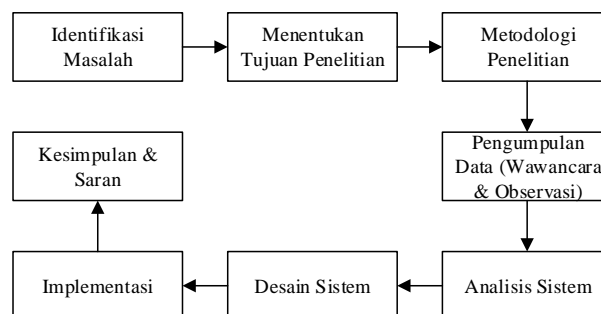 Identifikasi
Masalah
Menentukan
Tujuan Penelitian
Metodologi
Penelitian
Pengumpulan
Data (Wawancara
& Observasi)
Analisis Sistem
Desain Sistem
Implementasi
Kesimpulan &
Saran